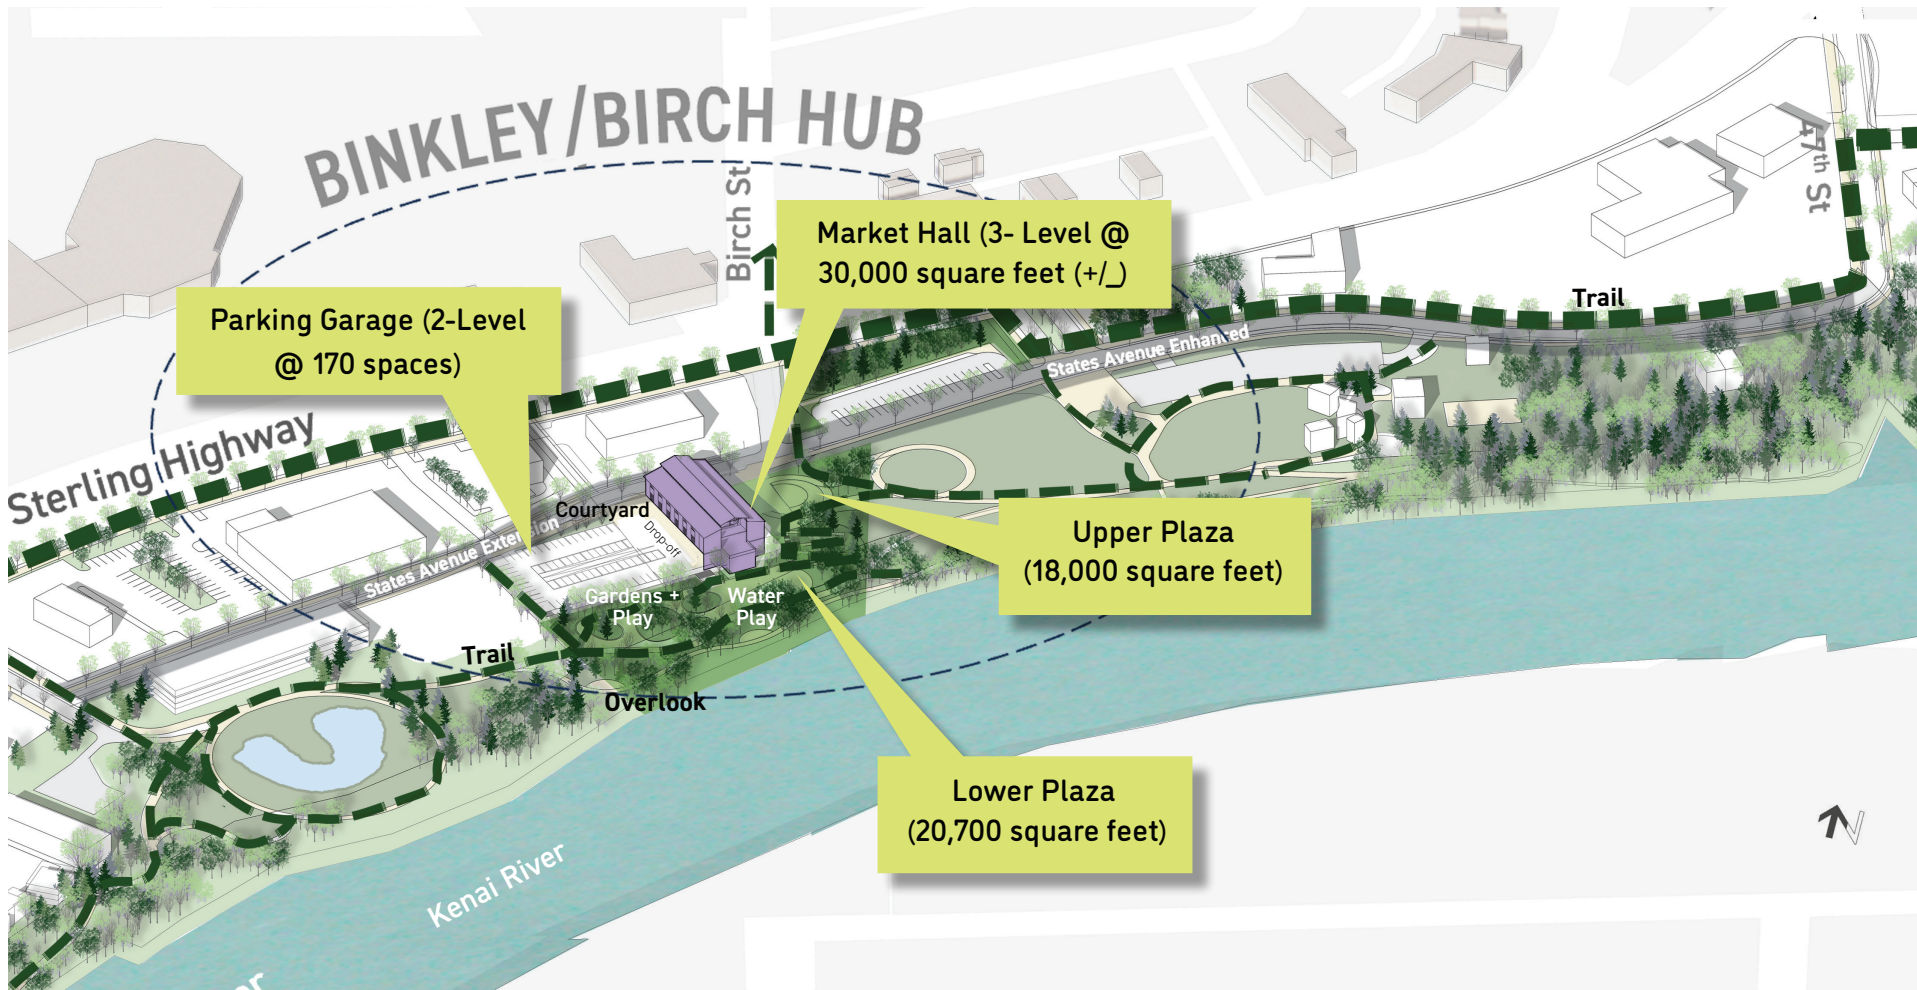 BINKLEY/BIRCH HUB
Birch St
47th St
Market Hall (3- Level @
30,000 square feet (+/_)
Parking Garage (2-Level
@ 170 spaces)
Trail
States Avenue Enhanced
Sterling Highway
Courtyard
Drop-off
States Avenue Extension
Upper Plaza
(18,000 square feet)
Gardens +
Play
Water
Play
Trail
Overlook
Lower Plaza
(20,700 square feet)
Kenai River
N